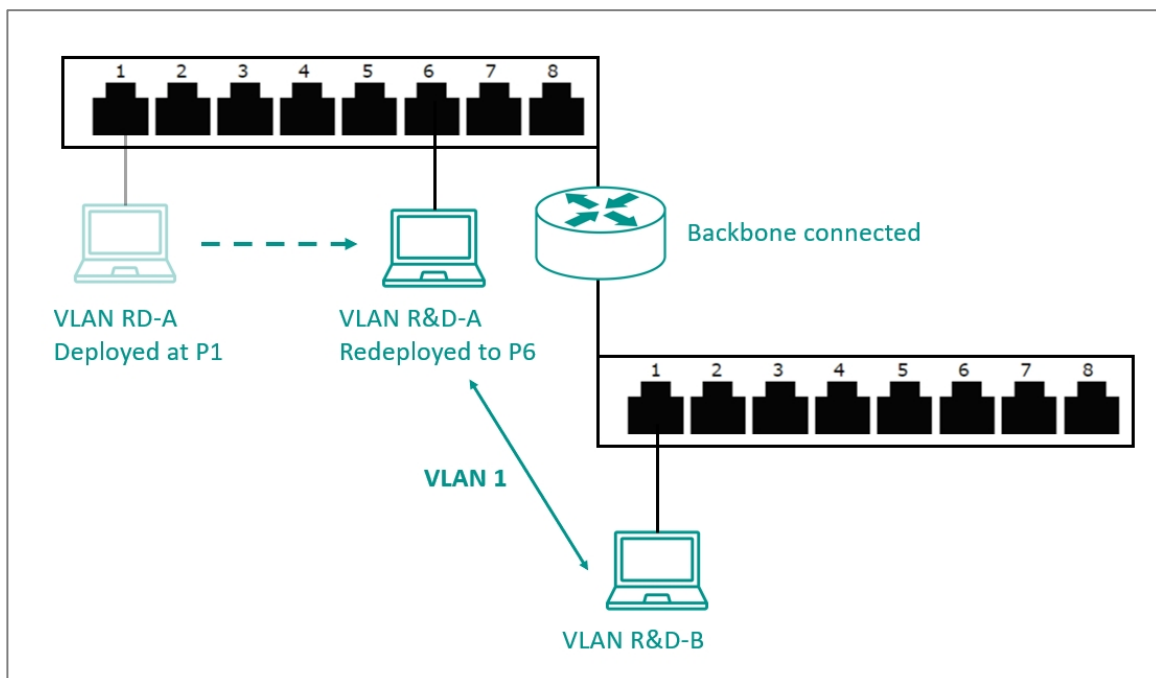 1 2 3 4 5 6 7 8
Backbone connected
VLAN RD-A
Deployed at P1
VLAN R&D-A
Redeployed to P6
1 2 3 4 5 6 7 8
VLAN 1
VLAN R&D-B